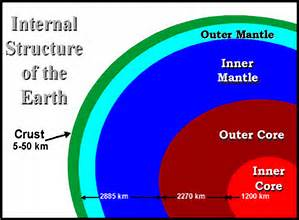 Internal
Structure
of the
Earth
Outer Mantle
Inner
Mantle
Crust
5-50 km
Outer Core
Inner
Core
2885 km
2270 km
1200 km